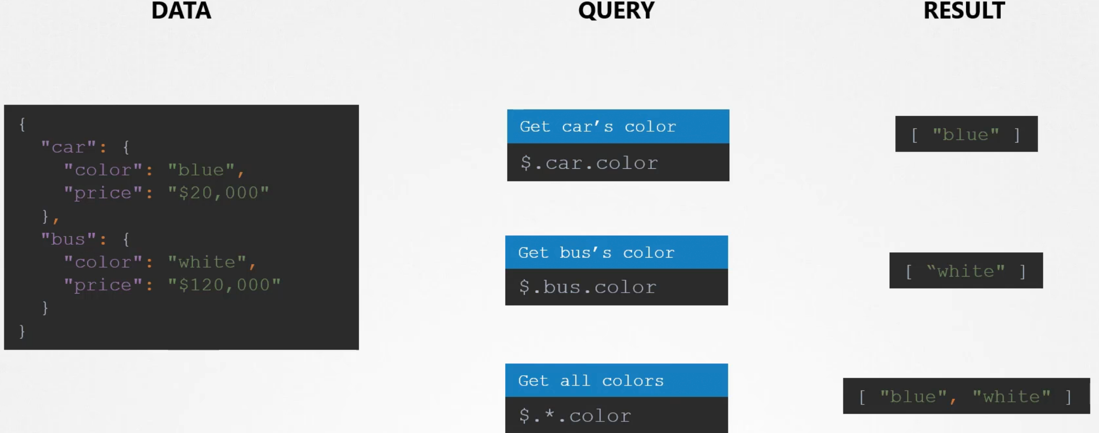 DATA
QUERY
RESULT
{
"car": {
"color": "blue",
"price": "$20,000"
},
"bus": {
"color": "white",
"price": "$120,000"
}
}
Get car’s color
$.car.color
[ "blue" ]
Get bus’s color
$.bus.color
[ “white" ]
Get all colors
$.*.color
[ "blue", "white" ]